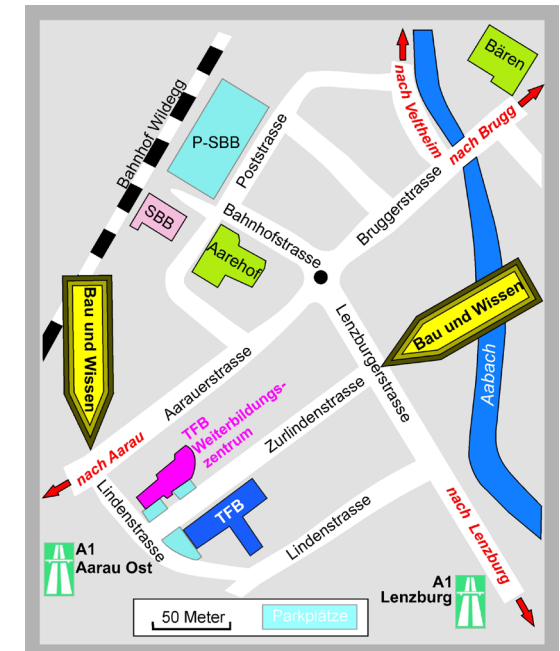 Bären
nach Veltheim
nach Brugg
Bahnhof Wildegg
P-SBB
Poststrasse
SBB
Bahnhofstrasse
Bruggerstrasse
Aarehof
Bau und Wissen
Bau und Wissen
Lenzburgerstrasse
Aabach
Aarauerstrasse
TFB
Weiterbildungs-
zentrum
Zurlindenstrasse
nach Aarau
Lindenstrasse
TFB
Lindenstrasse
nach Lenzburg
A1
Aarau Ost
A1
Lenzburg
50 Meter
Parkplätze